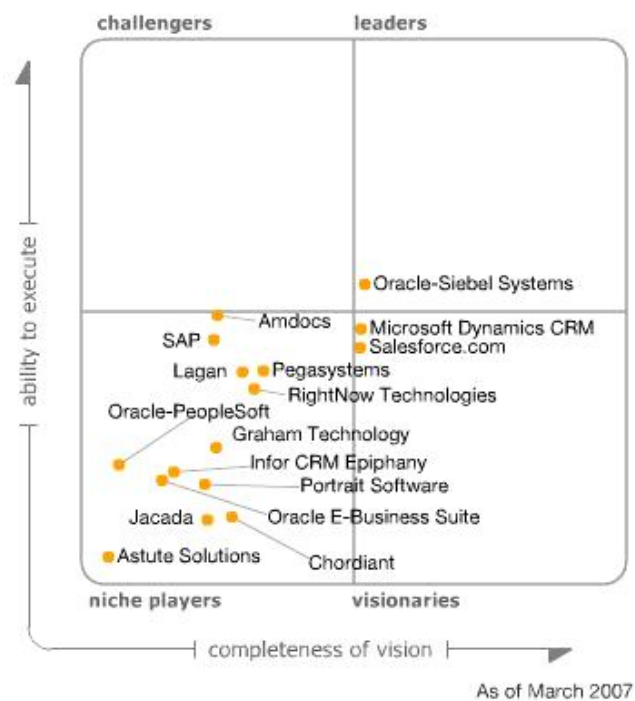 challengers
leaders
ability to execute
Oracle-Siebel Systems
Amdocs
Microsoft Dynamics CRM
SAP
Salesforce.com
Lagan
Pegasystems
RightNow Technologies
Oracle-PeopleSoft
Graham Technology
Infor CRM Epiphany
Portrait Software
Jacada
Oracle E-Business Suite
Astute Solutions
Chordiant
niche players
visionaries
completeness of vision
As of March 2007